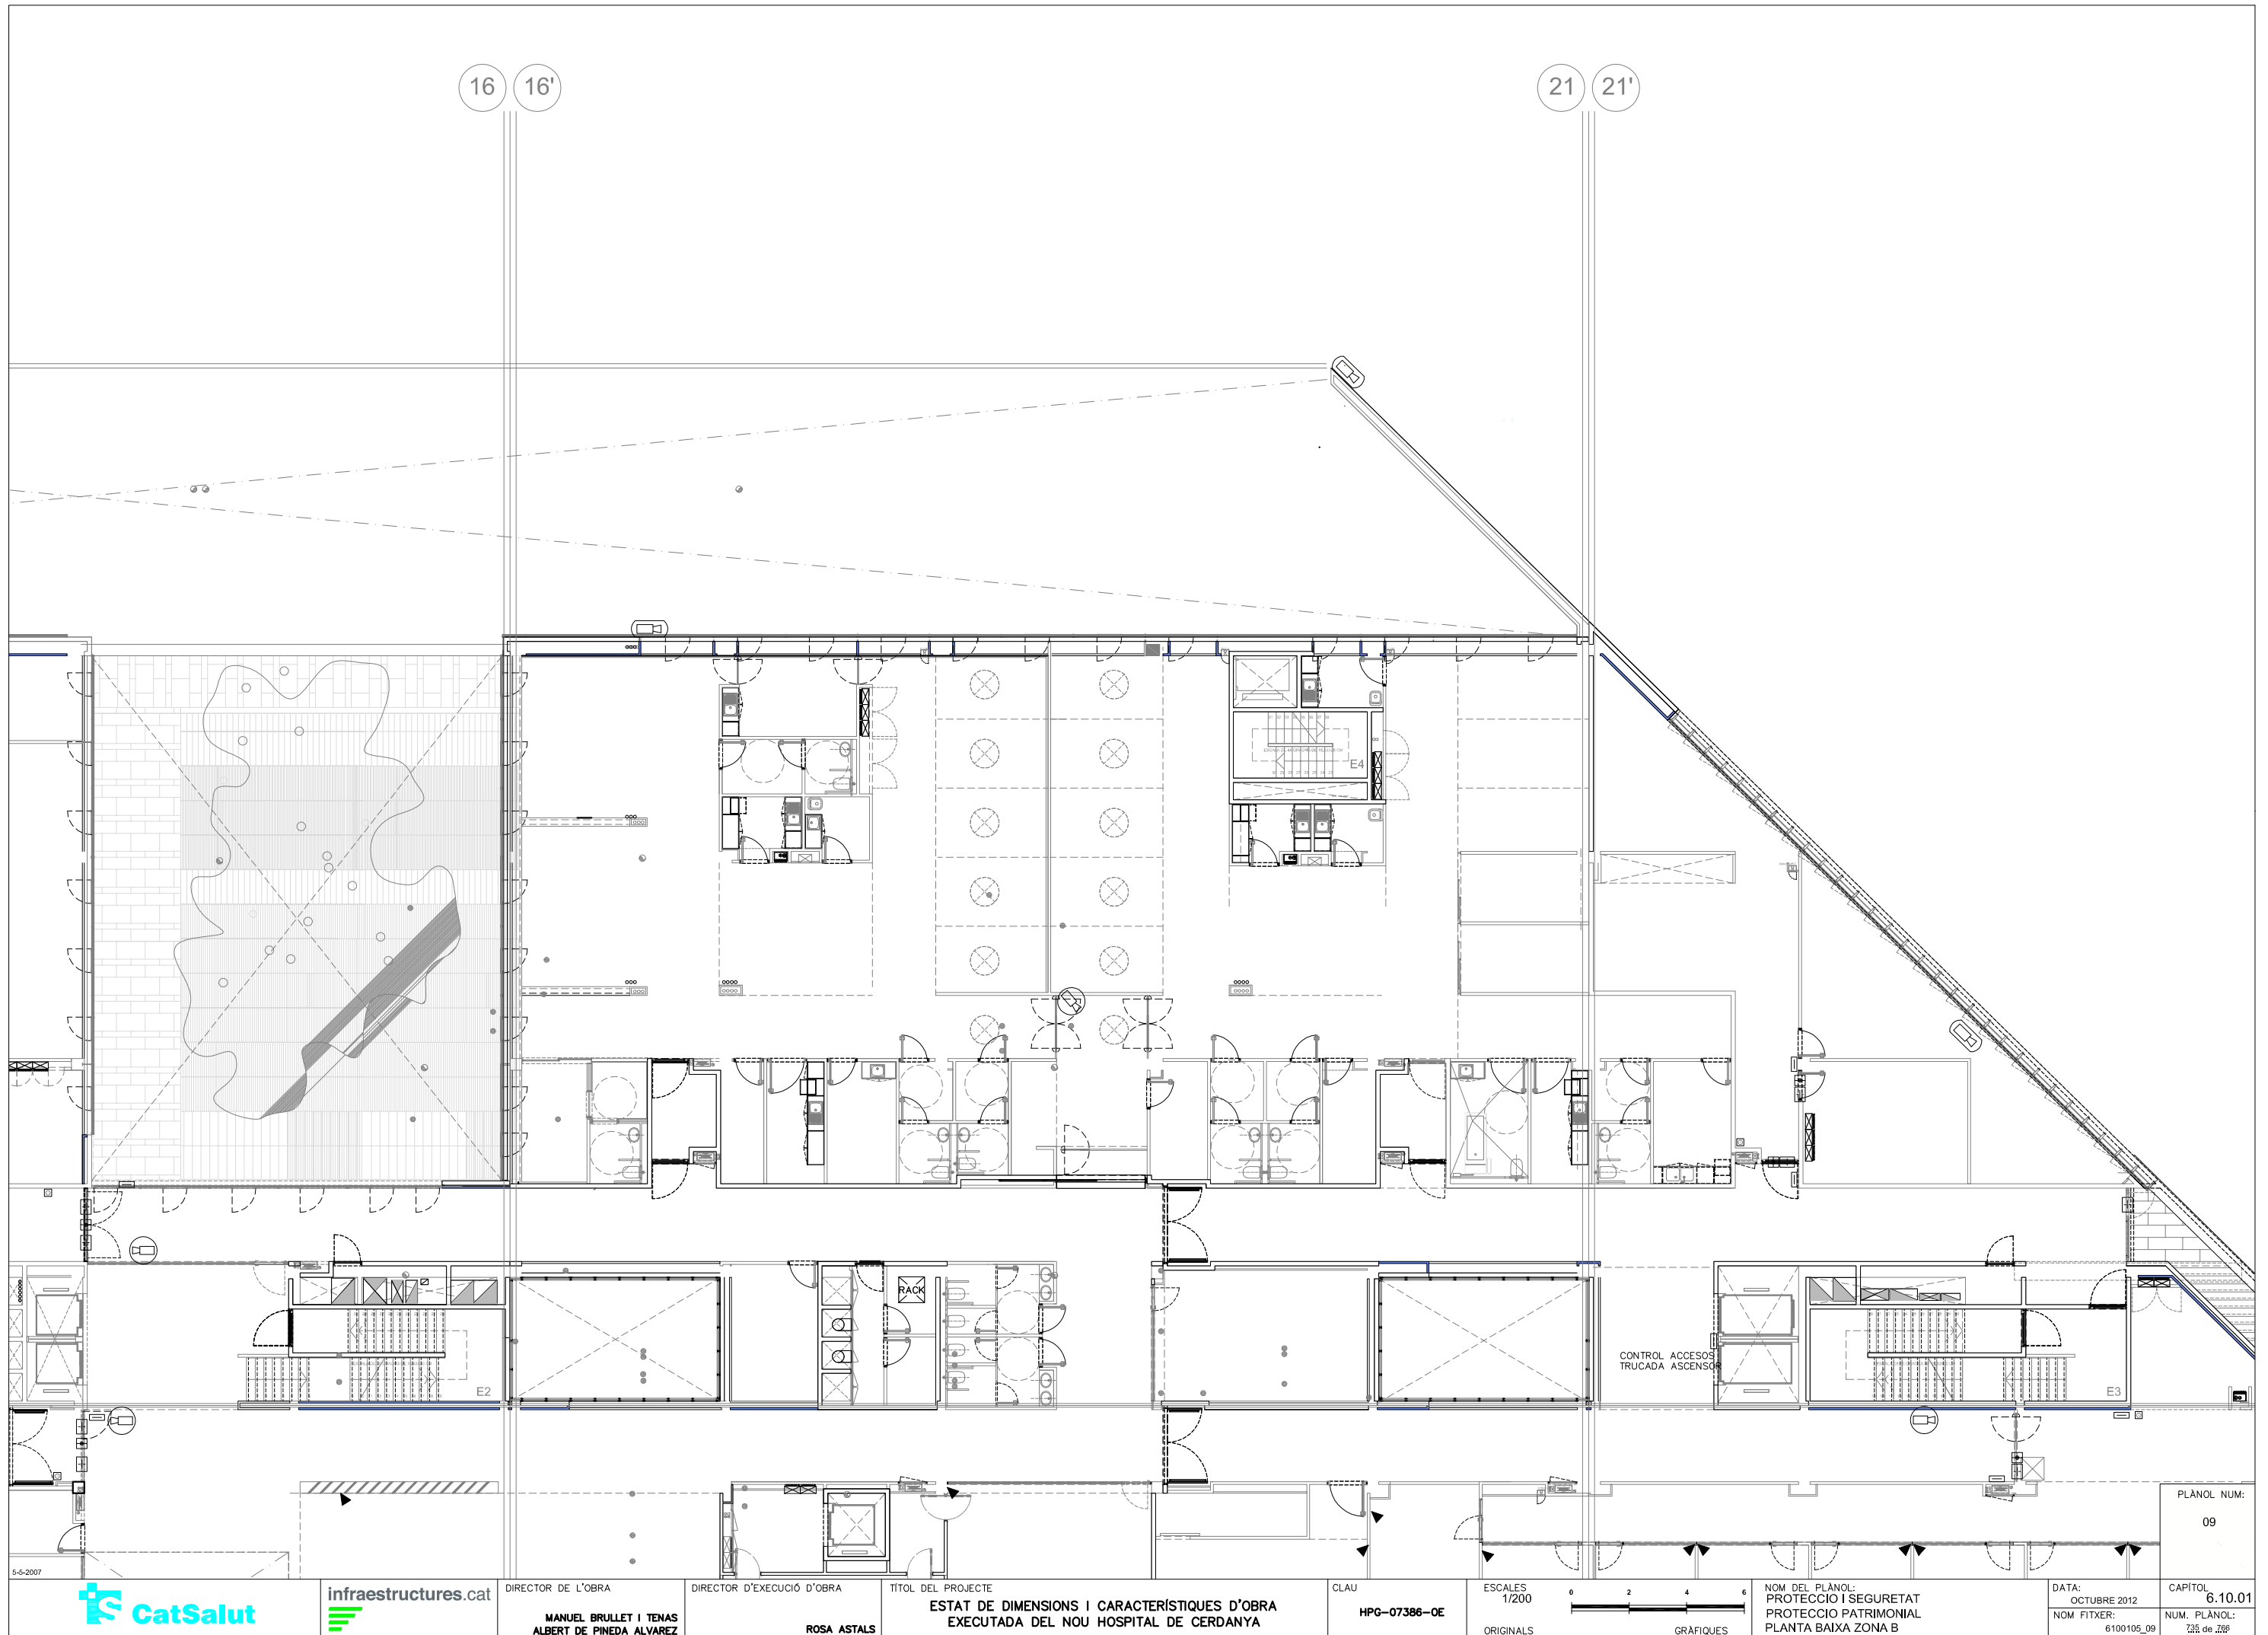 16
16'
21
21'
E4
RACK
CONTROL ACCESOS
TRUCADA ASCENSOR
E2
E3
PLÀNOL NUM:
09
5-5-2007
CatSalut
infraestructures.cat
DIRECTOR DE L'OBRA
MANUEL BRULLET I TENAS
ALBERT DE PINEDA ALVAREZ
DIRECTOR D'EXECUCIÓ D'OBRA
ROSA ASTALS
TÍTOL DEL PROJECTE
ESTAT DE DIMENSIONS I CARACTERÍSTIQUES D'OBRA
EXECUTADA DEL NOU HOSPITAL DE CERDANYA
CLAU
HPG-07386-OE
ESCALES
1/200
0 2 4 6
ORIGINALS
GRÀFIQUES
NOM DEL PLÀNOL:
PROTECCIO I SEGURETAT
PROTECCIO PATRIMONIAL
PLANTA BAIXA ZONA B
DATA:
OCTUBRE 2012
NOM FITXER:
6100105_09
CAPÍTOL
6.10.01
NUM. PLÀNOL:
735 de 766